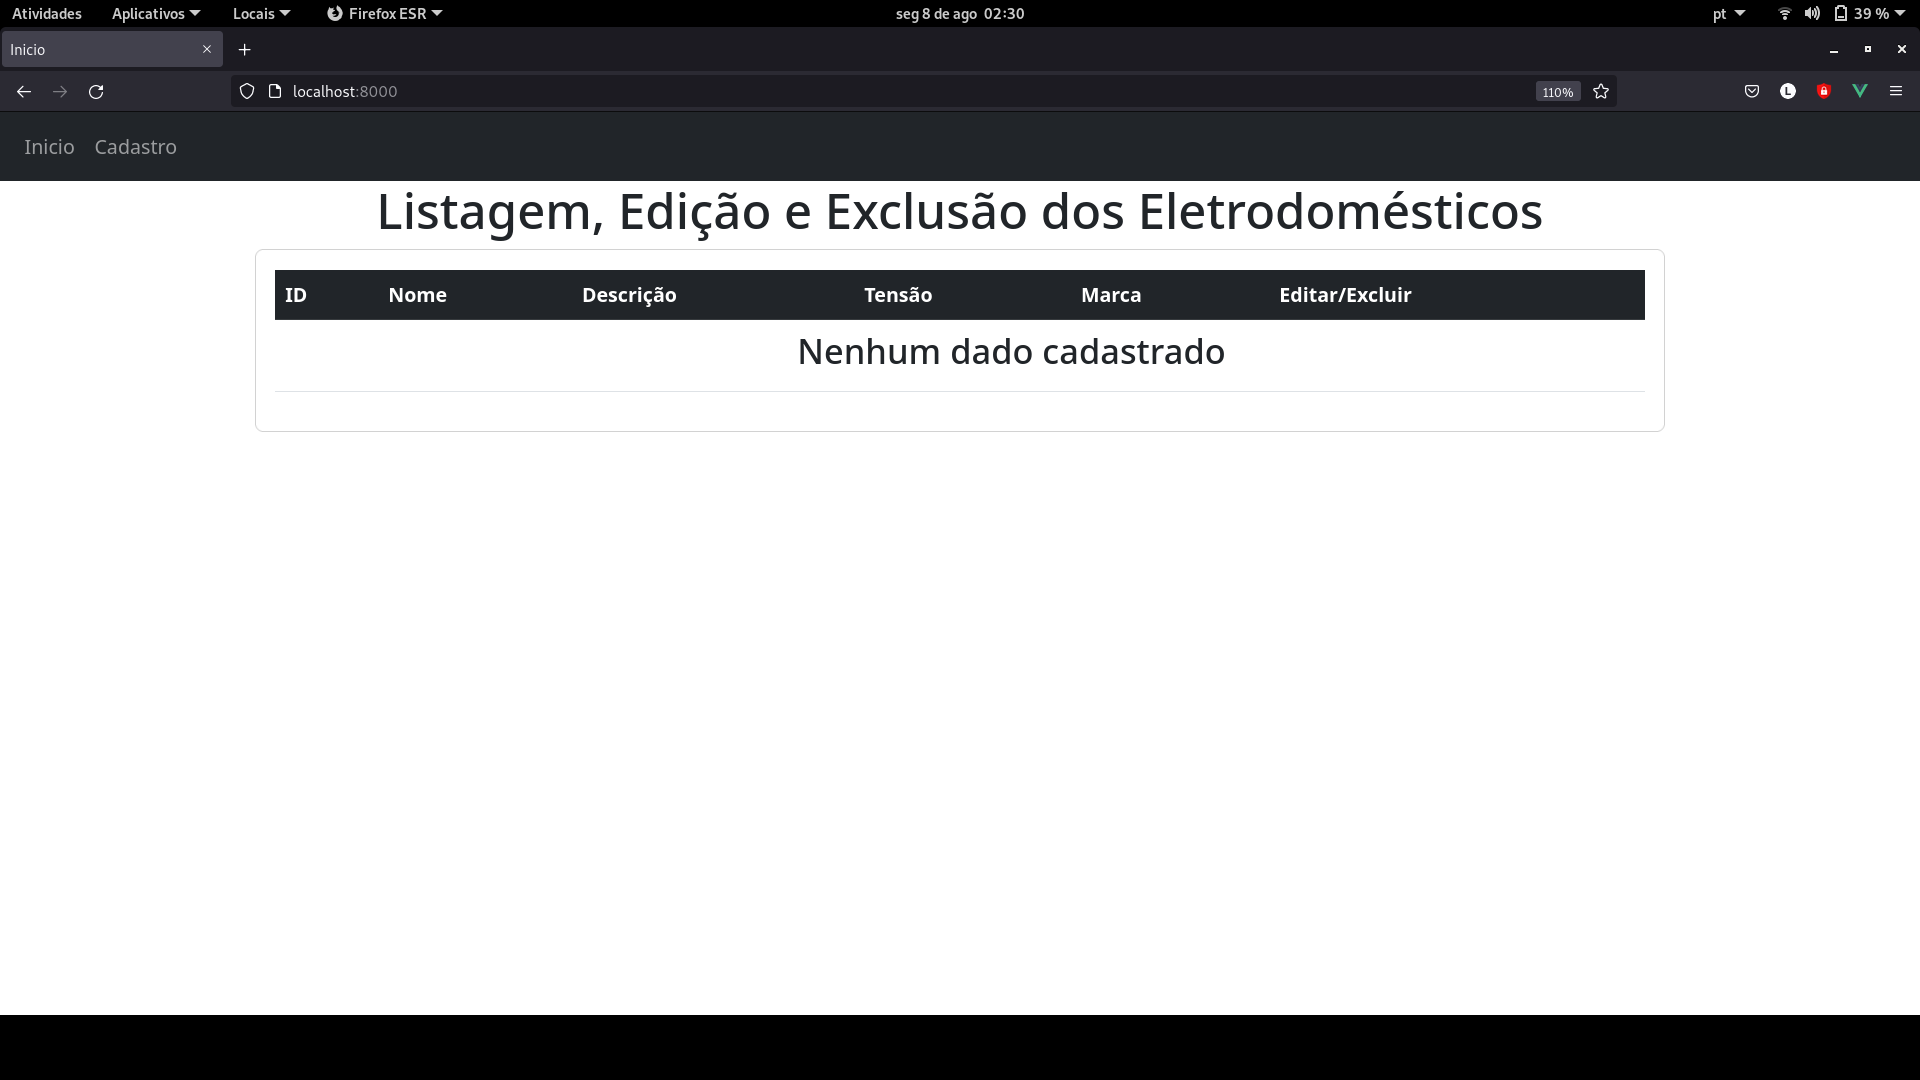 Atividades Aplicativos Locais Firefox ESR seg 8 de ago 02:30 pt 39 %
Inicio
localhost:8000 110% L
Inicio Cadastro
Listagem, Edição e Exclusão dos Eletrodomésticos
ID Nome Descrição Tensão Marca Editar/Excluir
Nenhum dado cadastrado